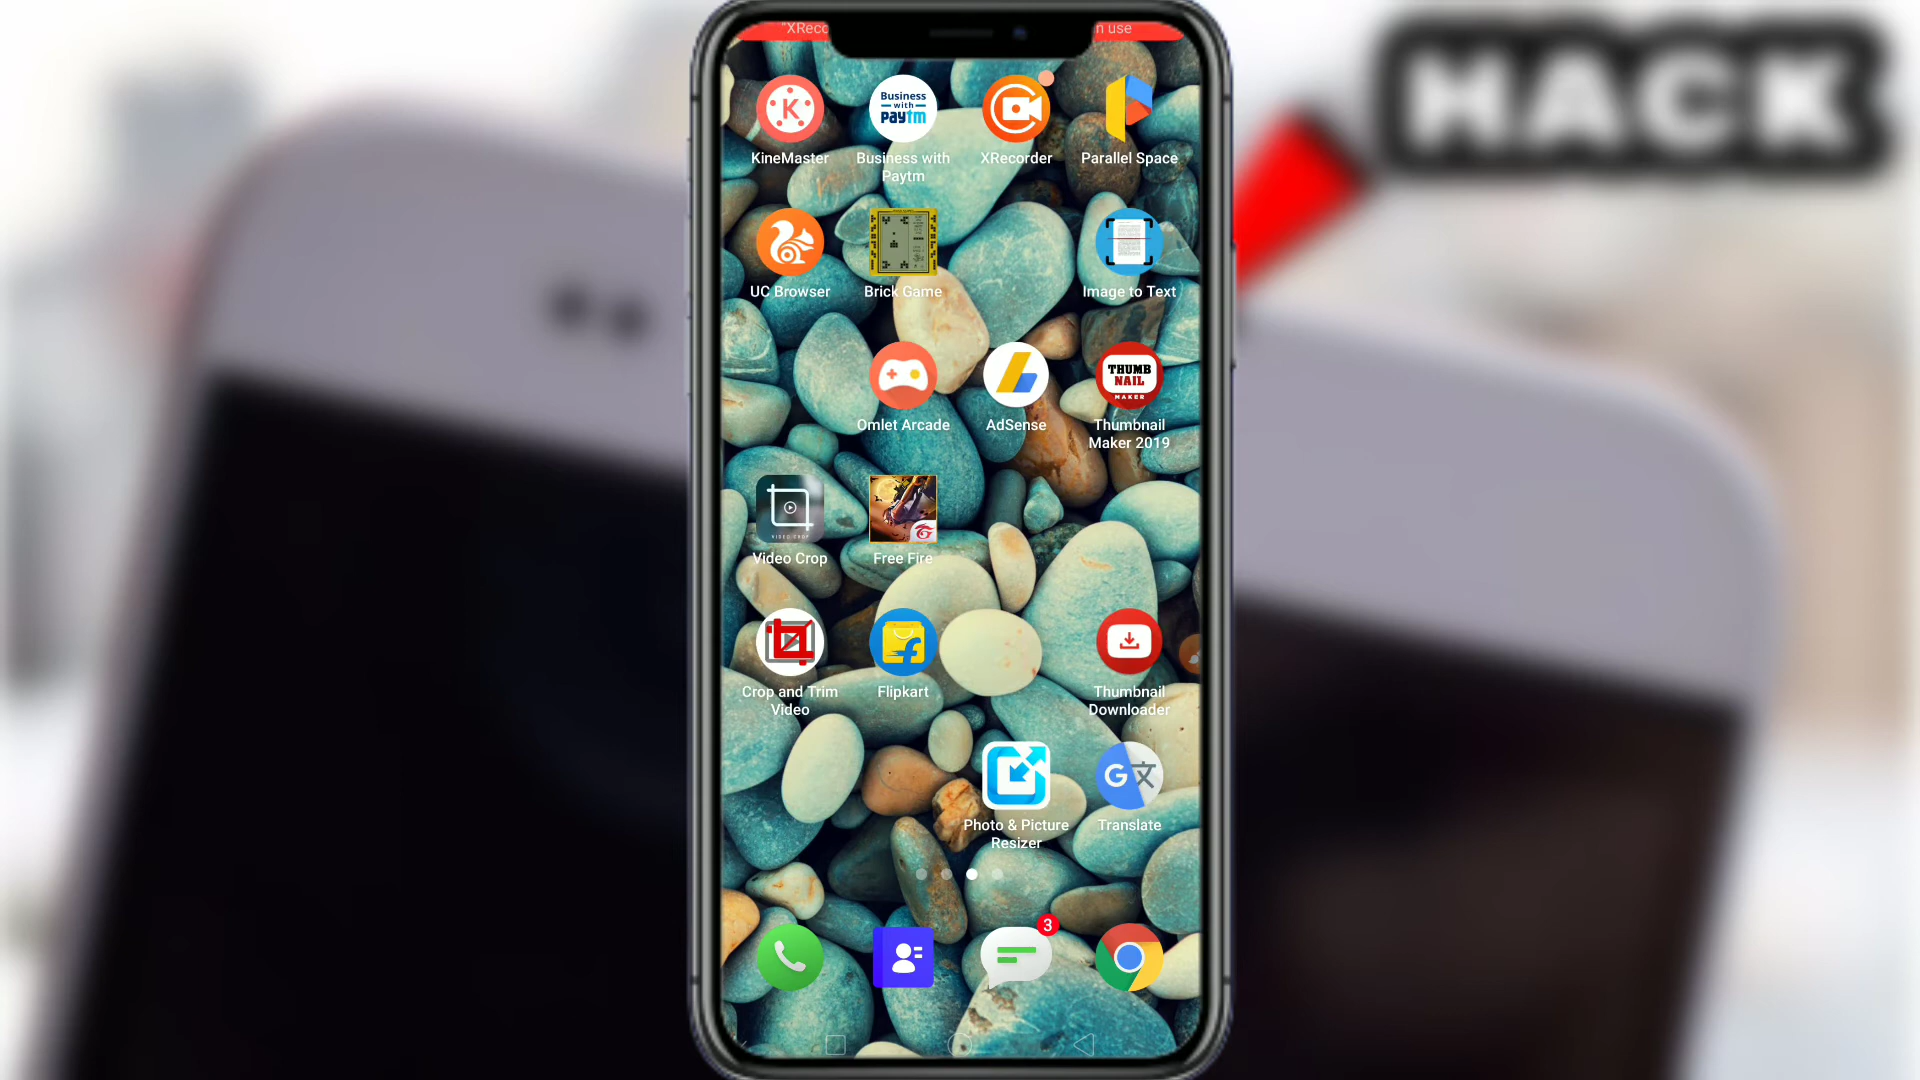 HACK
"XReco
n use
Business
with
paytm
K
KineMaster
Business with
Paytm
XRecorder
Parallel Space
UC Browser
Brick Game
Image to Text
THUMB
NAIL
MAKER
Omlet Arcade
AdSense
Thumbnail
Maker 2019
VIDEO CROP
Video Crop
Free Fire
Crop and Trim
Video
Flipkart
Thumbnail
Downloader
G文
Photo & Picture
Resizer
Translate
3